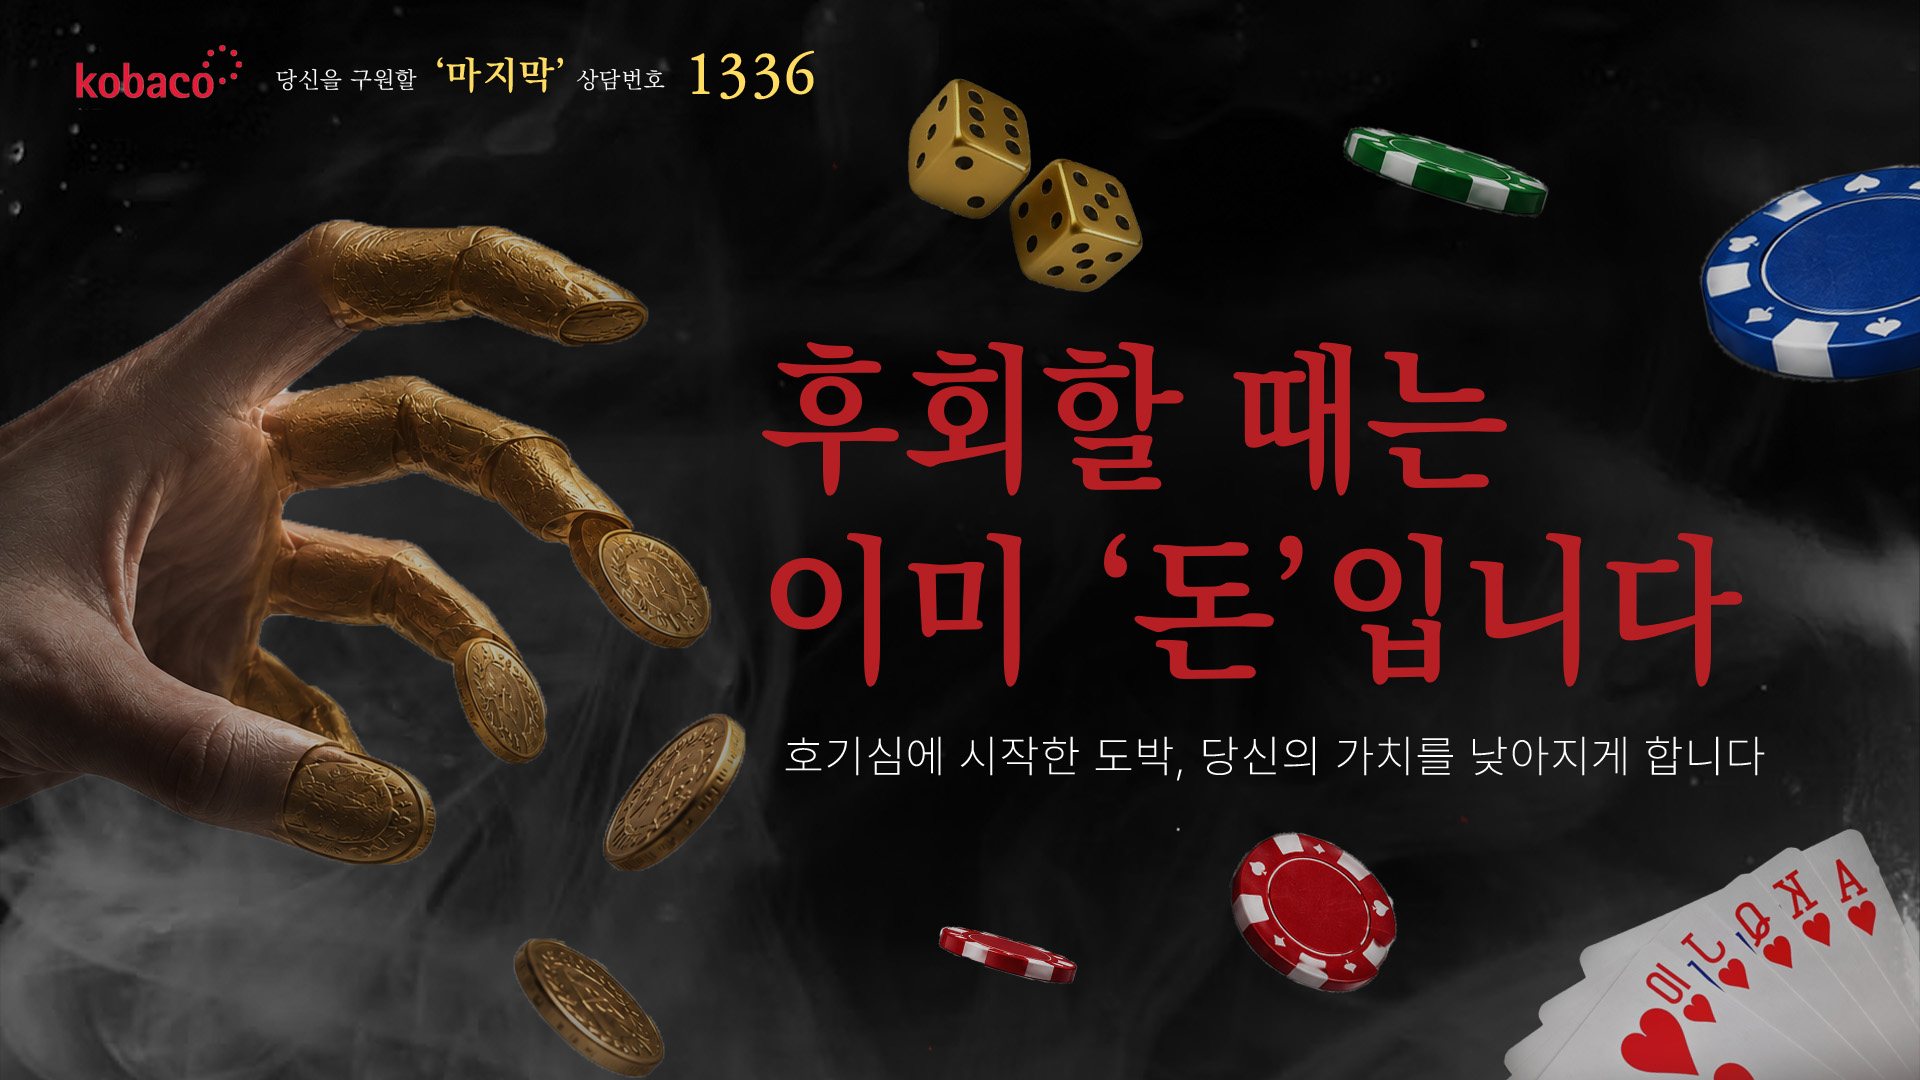 kobaco 당신을 구원할 ‘마지막’ 상담번호 1336
후회할 때는
이미 ‘돈’입니다
호기심에 시작한 도박, 당신의 가치를 낮아지게 합니다
J Q K A